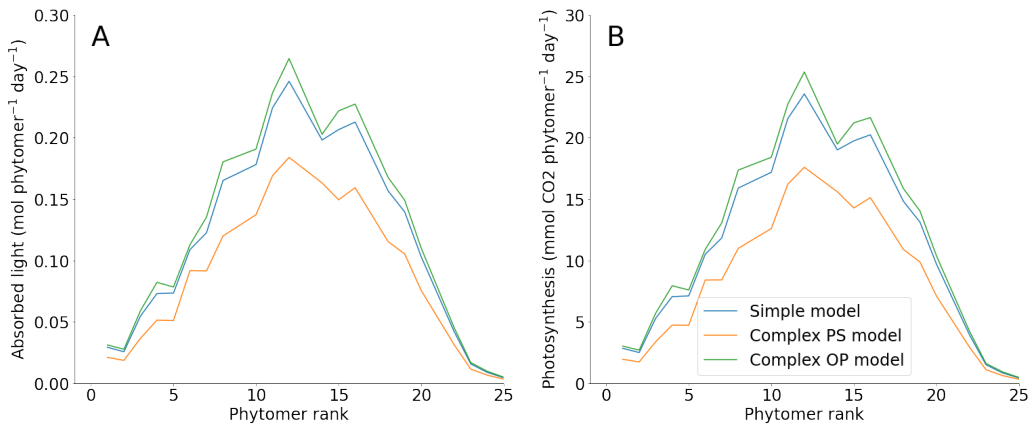 A
0.30
0.25
0.20
0.15
0.10
0.05
0.00
Absorbed light (mol phytomer⁻¹ day⁻¹)
0 5 10 15 20 25
Phytomer rank
B
30
25
20
15
10
5
0
Photosynthesis (mmol CO2 phytomer⁻¹ day⁻¹)
Simple model
Complex PS model
Complex OP model
0 5 10 15 20 25
Phytomer rank